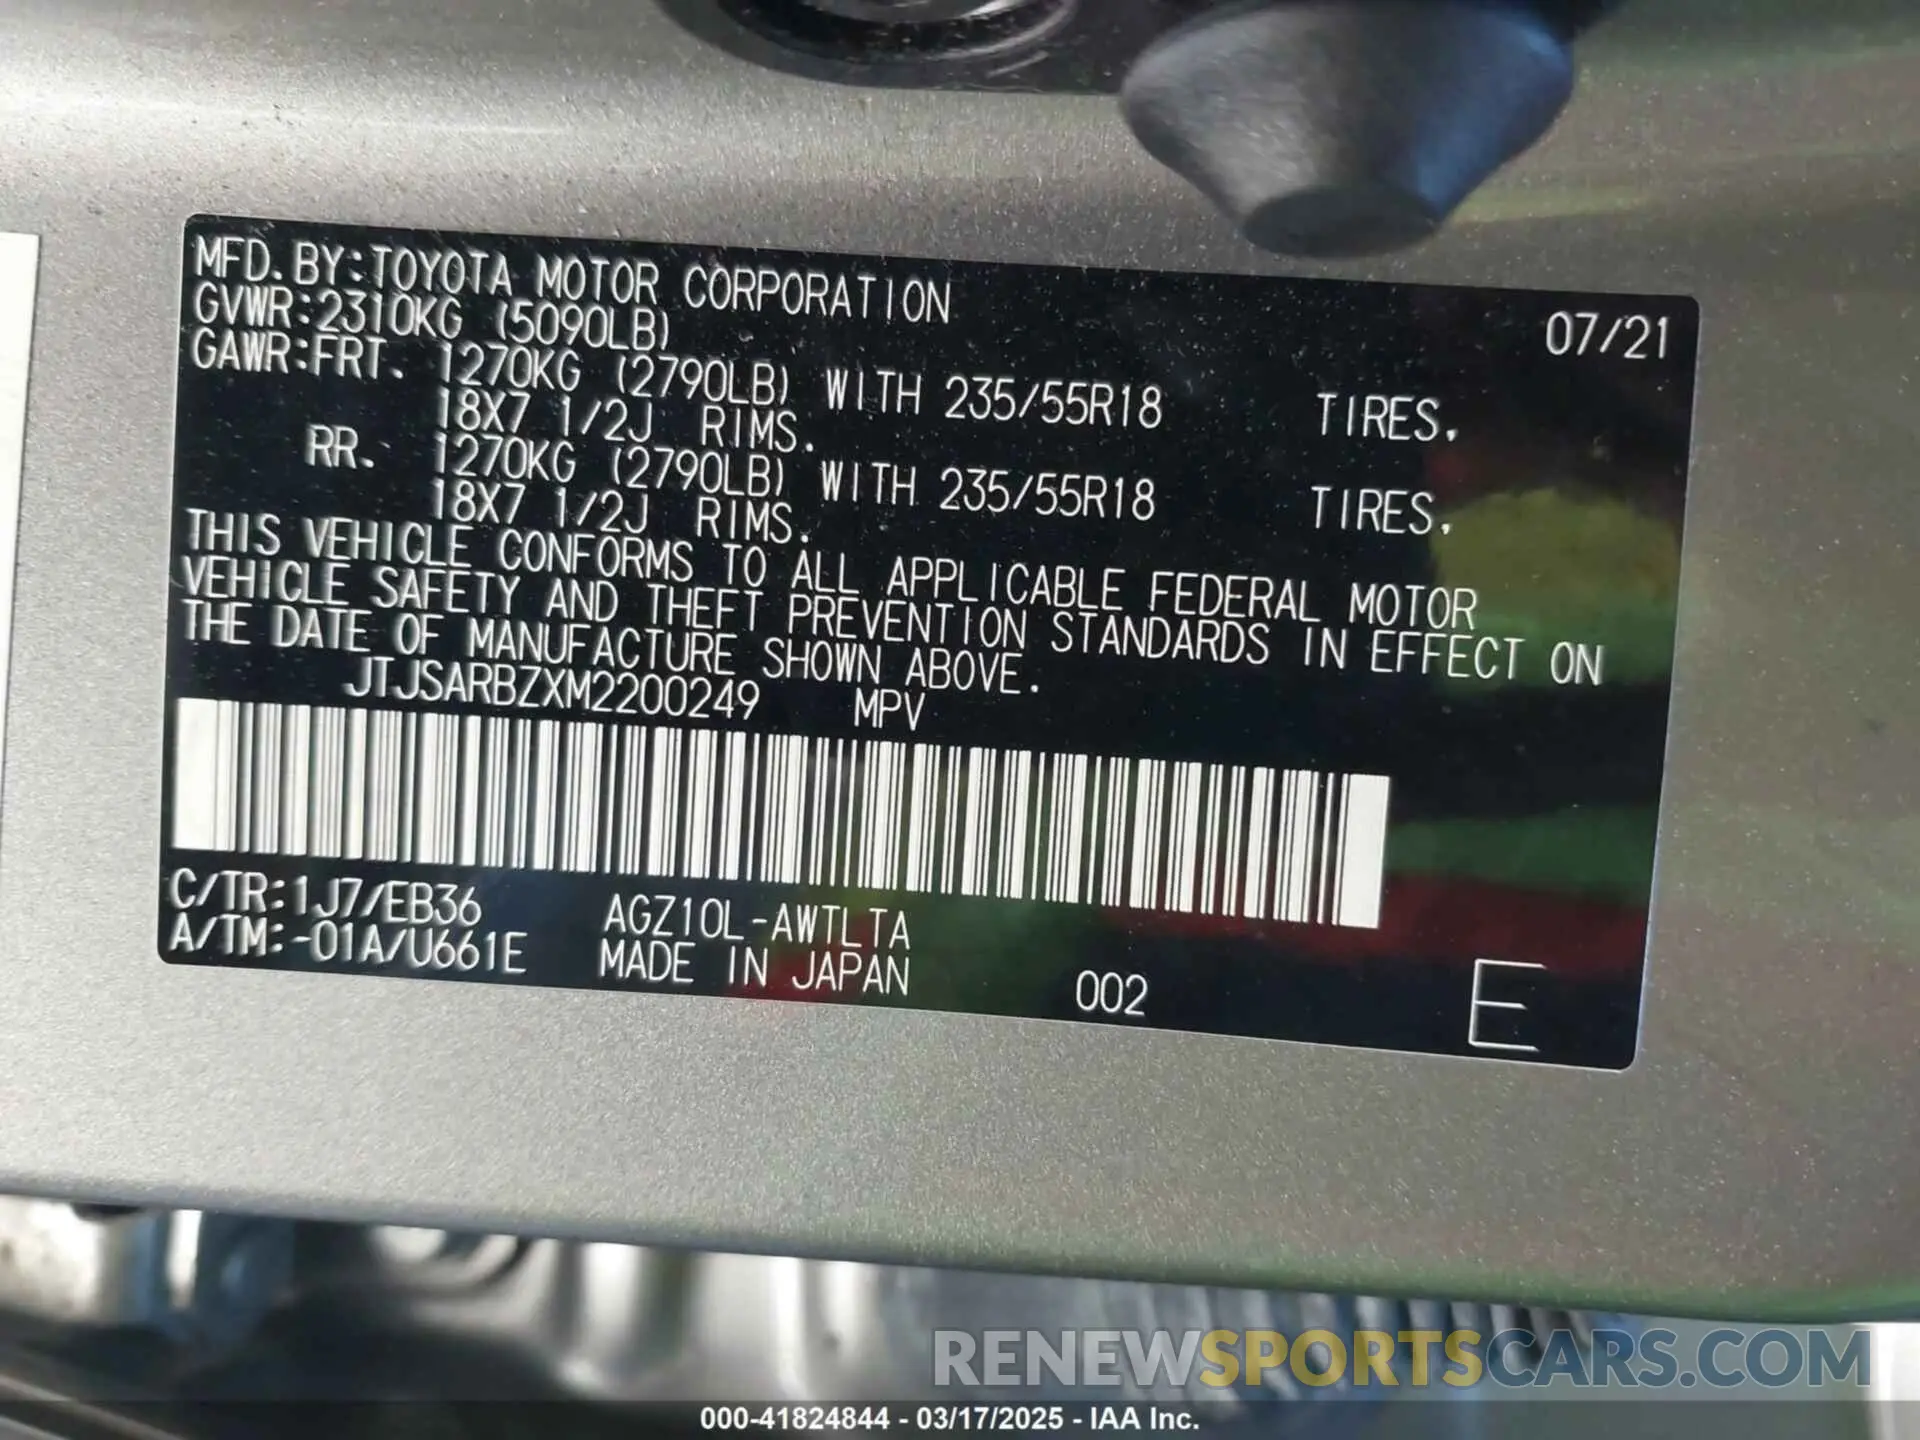 MFD.BY:TOYOTA MOTOR CORPORATION 07/21
GVWR:2310KG (5090LB)
GAWR:FRT. 1270KG (2790LB) WITH 235/55R18 TIRES.
18X7 1/2J RIMS.
RR. 1270KG (2790LB) WITH 235/55R18 TIRES.
18X7 1/2J RIMS.
THIS VEHICLE CONFORMS TO ALL APPLICABLE FEDERAL MOTOR
VEHICLE SAFETY AND THEFT PREVENTION STANDARDS IN EFFECT ON
THE DATE OF MANUFACTURE SHOWN ABOVE.
JTJSARBZXM2200249 MPV
C/TR:1J7/EB36 AGZ10L-AWTLTA
A/TM:-01A/U661E MADE IN JAPAN 002 E
RENEWSPORTSCARS.COM
000-41824844 - 03/17/2025 - IAA Inc.